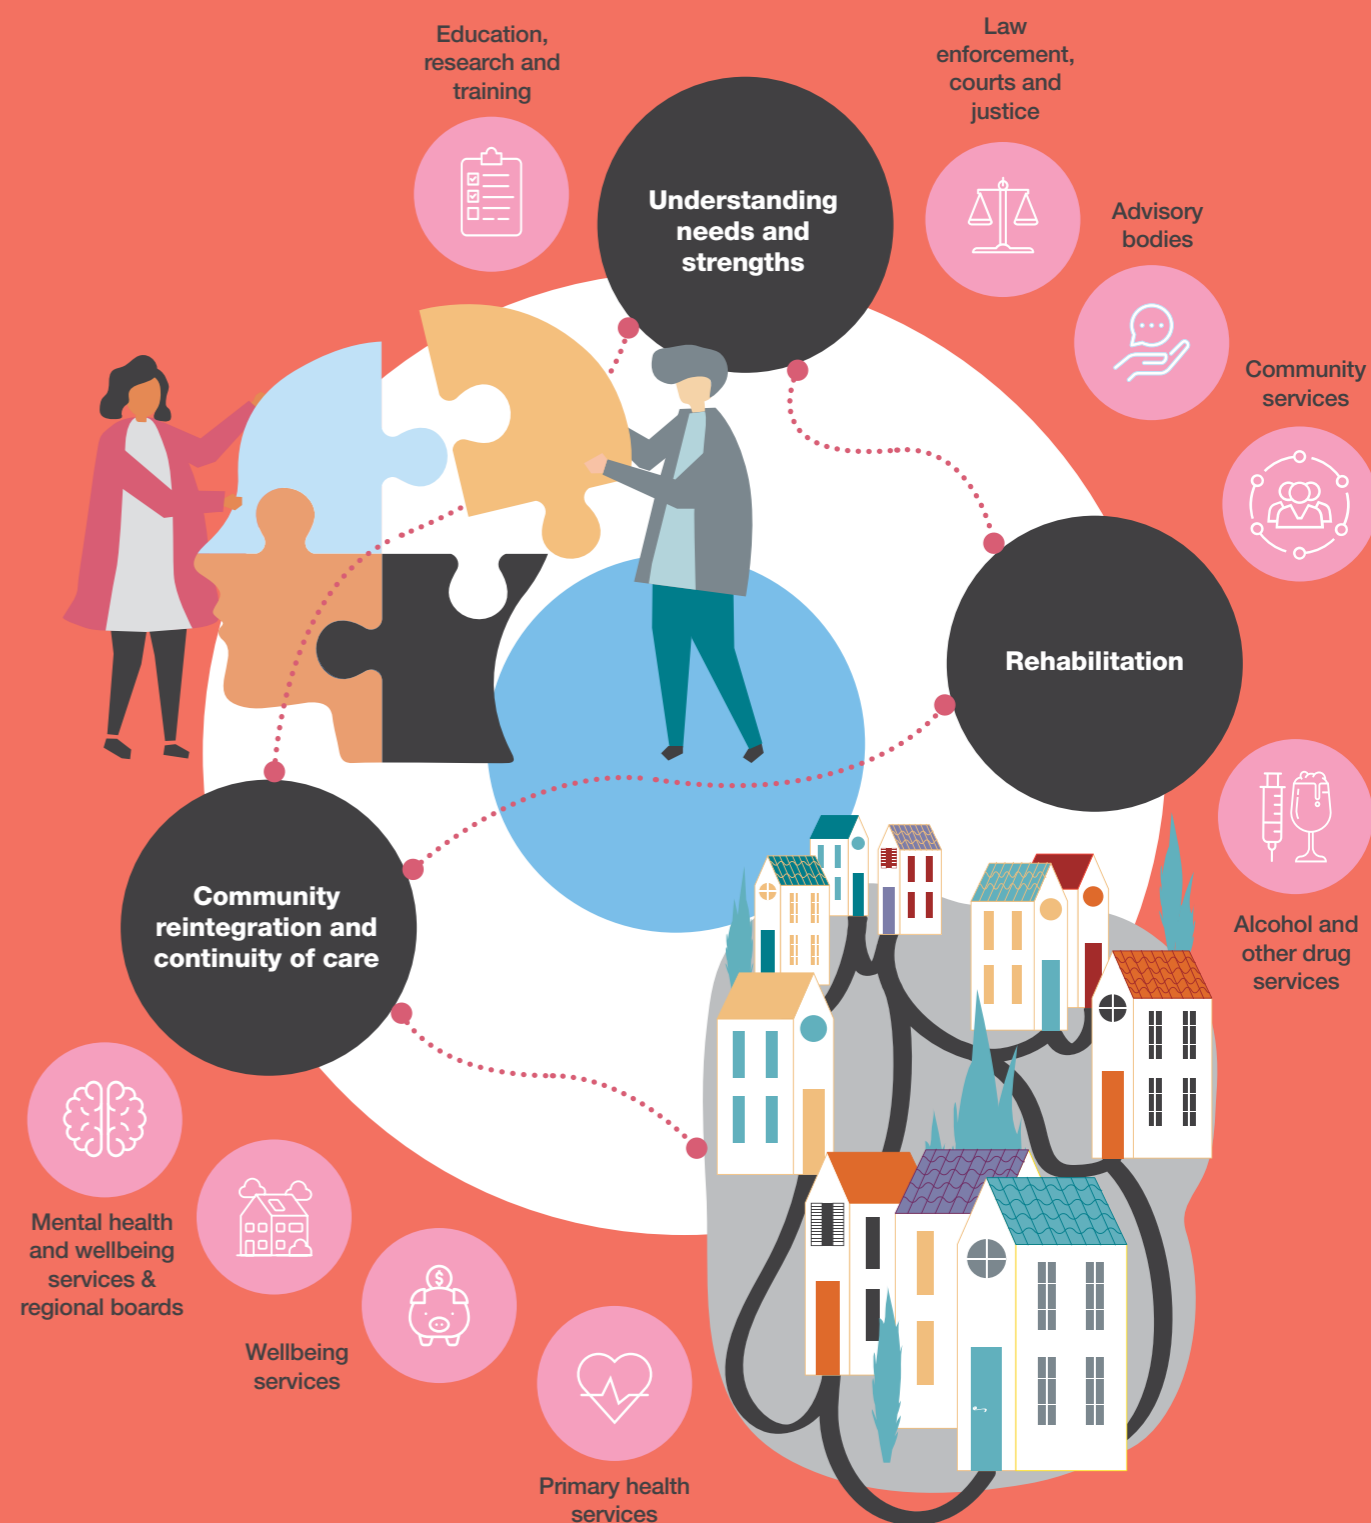 Education,
research and
training
Law
enforcement,
courts and
justice
Understanding
needs and
strengths
Advisory
bodies
Community
services
Rehabilitation
Alcohol and
other drug
services
Community
reintegration and
continuity of care
Mental health
and wellbeing
services &
regional boards
Wellbeing
services
$
Primary health
services